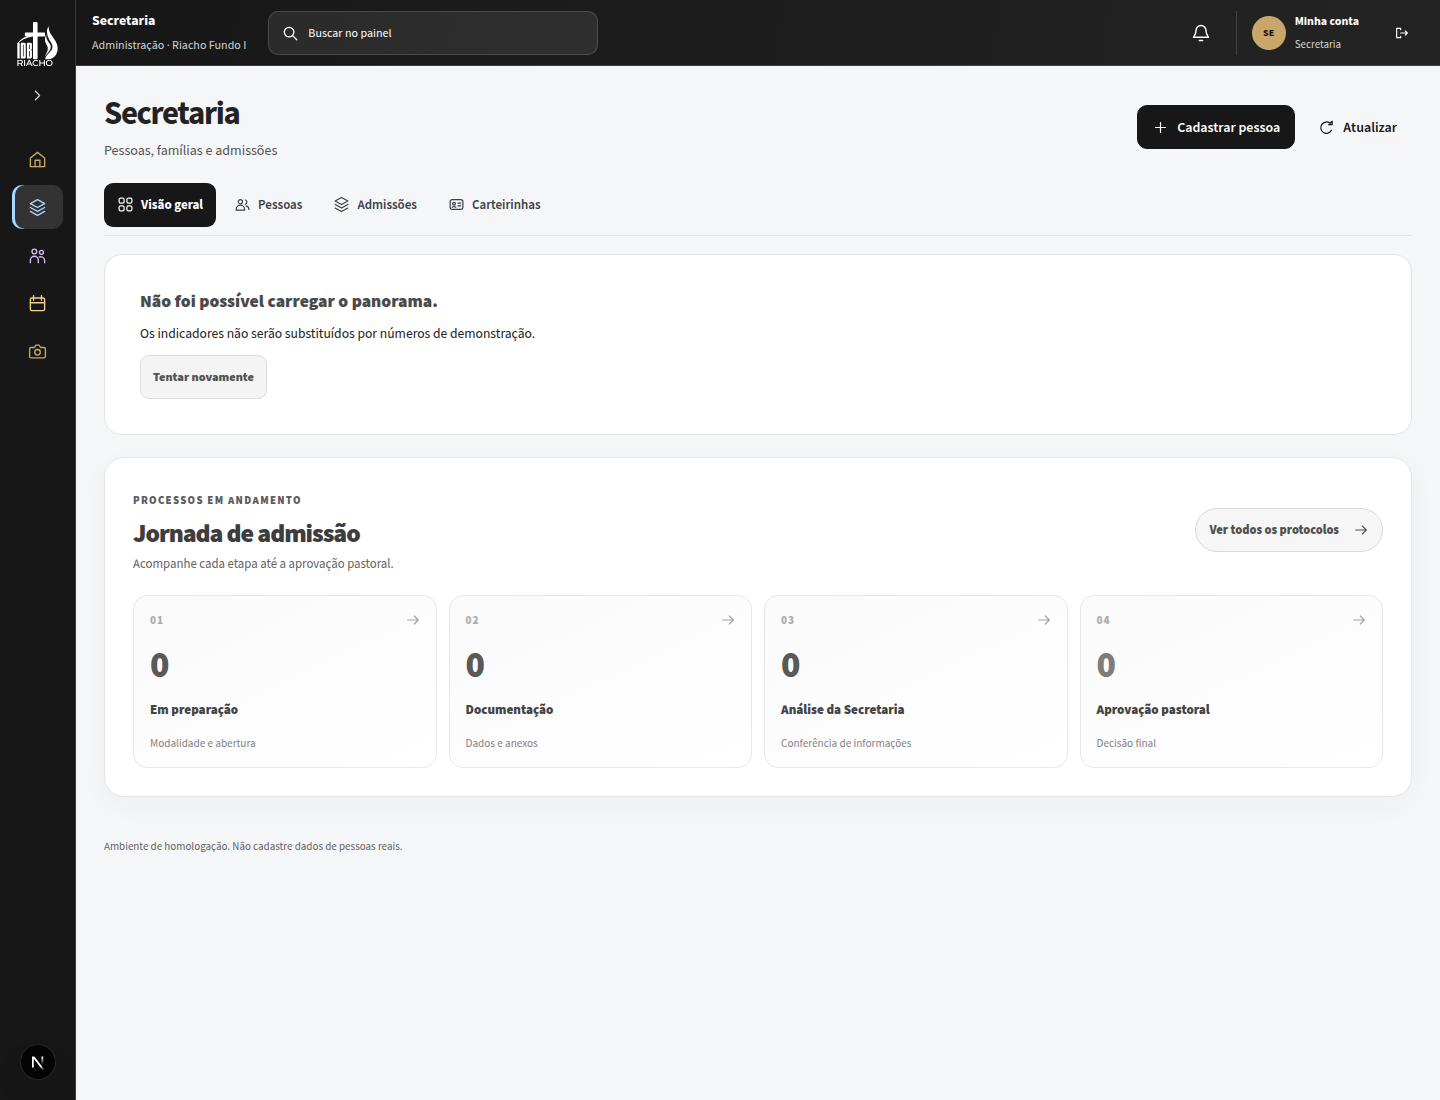 IDB
RIACHO
Secretaria
Administração · Riacho Fundo I
Buscar no painel
SE
Minha conta
Secretaria
Secretaria
Pessoas, famílias e admissões
Cadastrar pessoa
Atualizar
Visão geral
Pessoas
Admissões
Carteirinhas
Não foi possível carregar o panorama.
Os indicadores não serão substituídos por números de demonstração.
Tentar novamente
PROCESSOS EM ANDAMENTO
Jornada de admissão
Acompanhe cada etapa até a aprovação pastoral.
Ver todos os protocolos
01
0
Em preparação
Modalidade e abertura
02
0
Documentação
Dados e anexos
03
0
Análise da Secretaria
Conferência de informações
04
0
Aprovação pastoral
Decisão final
Ambiente de homologação. Não cadastre dados de pessoas reais.
N